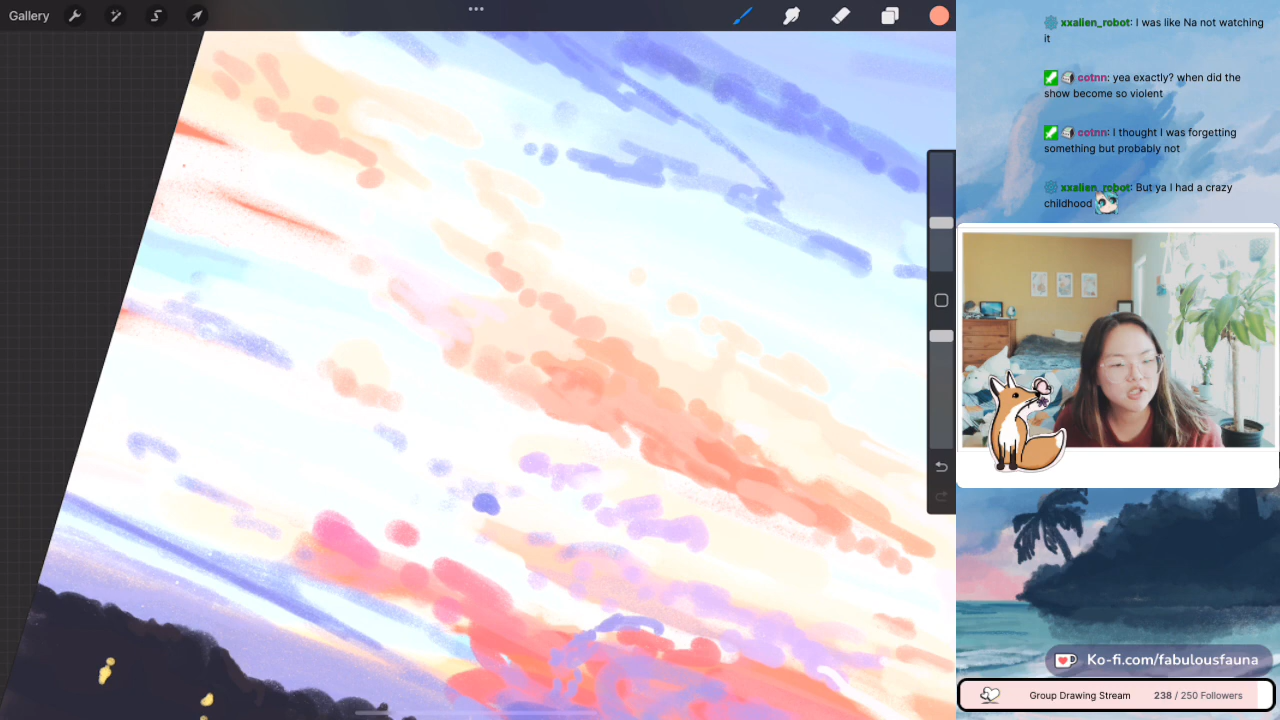 Gallery
xxalien_robot: I was like Na not watching
it
cotnn: yea exactly? when did the
show become so violent
cotnn: I thought I was forgetting
something but probably not
xxalien_robot: But ya I had a crazy
childhood
Ko-fi.com/fabulousfauna
Group Drawing Stream 238 / 250 Followers